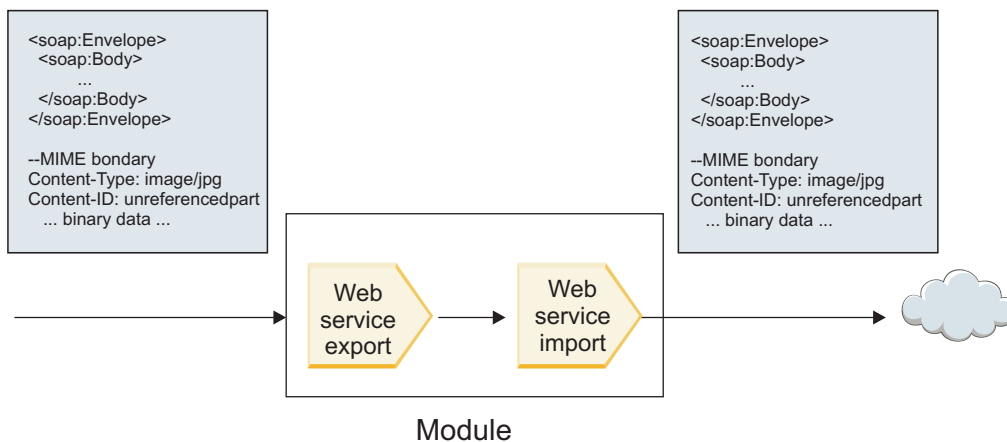 <soap:Envelope>
<soap:Body>
...
</soap:Body>
</soap:Envelope>
--MIME bondary
Content-Type: image/jpg
Content-ID: unreferencedpart
... binary data ...
<soap:Envelope>
<soap:Body>
...
</soap:Body>
</soap:Envelope>
--MIME bondary
Content-Type: image/jpg
Content-ID: unreferencedpart
... binary data ...
Web
service
export
Web
service
import
Module